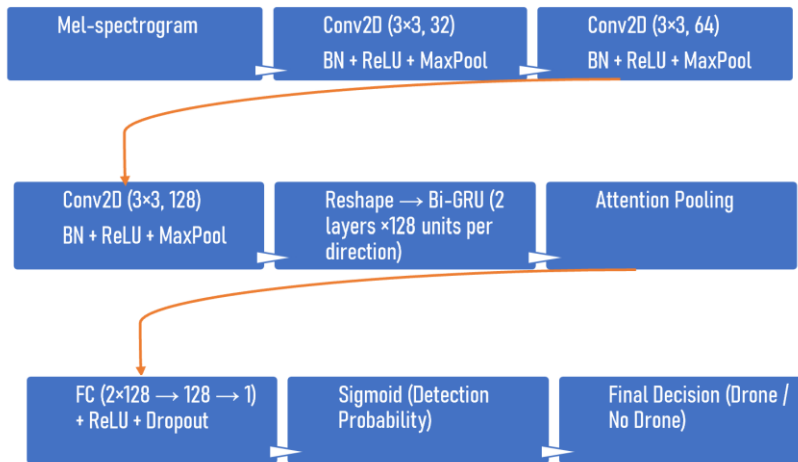 Mel-spectrogram
Conv2D (3×3, 32)
BN + ReLU + MaxPool
Conv2D (3×3, 64)
BN + ReLU + MaxPool
Conv2D (3×3, 128)
BN + ReLU + MaxPool
Reshape → Bi-GRU (2
layers ×128 units per
direction)
Attention Pooling
FC (2×128 → 128 → 1)
+ ReLU + Dropout
Sigmoid (Detection
Probability)
Final Decision (Drone /
No Drone)